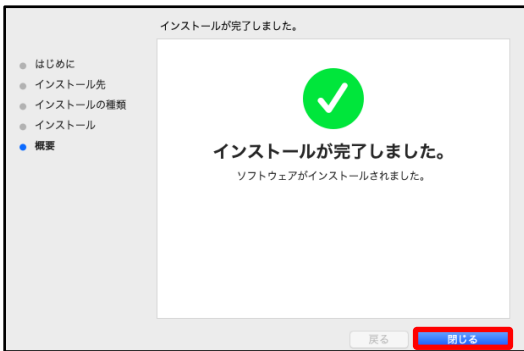 インストールが完了しました。
はじめに
インストール先
インストールの種類
インストール
概要
インストールが完了しました。
ソフトウェアがインストールされました。
戻る
閉じる